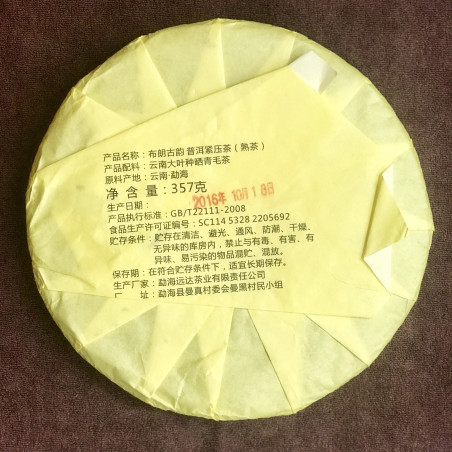 产品名称：布朗古韵 普洱紧压茶（熟茶）
产品配料：云南大叶种晒青毛茶
原料产地：云南·勐海
净 含 量：357克
生产日期： 2016年 10月 18日
产品执行标准：GB/T22111-2008
食品生产许可证编号：SC114 5328 2205692
贮存条件：贮存在清洁、避光、通风、防潮、干燥、
无异味的库房内，禁止与有毒、有害、有
异味、易污染的物品混贮、混放。
保存期：在符合贮存条件下，适宜长期保存。
生产厂家：勐海远达茶业有限责任公司
厂　　址：勐海县曼真村委会曼黑村民小组